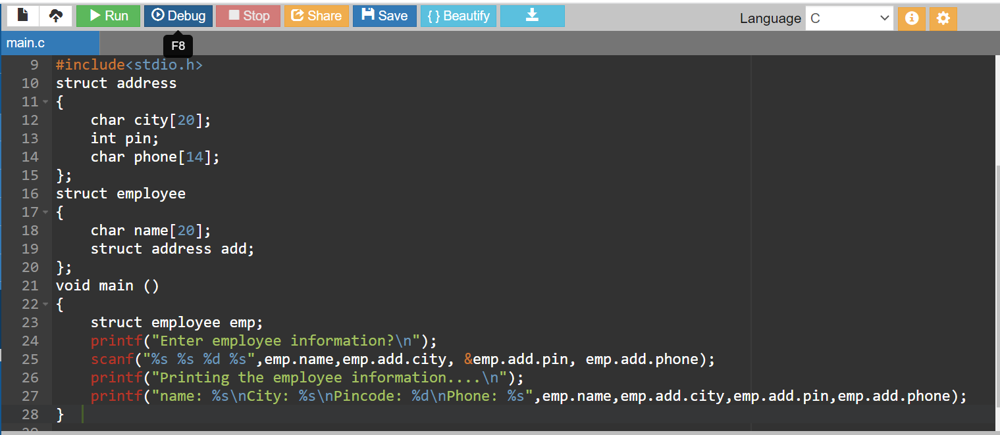 Run Debug Stop Share Save { } Beautify Language C
main.c F8
9 #include<stdio.h>
10 struct address
11 {
12     char city[20];
13     int pin;
14     char phone[14];
15 };
16 struct employee
17 {
18     char name[20];
19     struct address add;
20 };
21 void main ()
22 {
23     struct employee emp;
24     printf("Enter employee information?\n");
25     scanf("%s %s %d %s",emp.name,emp.add.city, &emp.add.pin, emp.add.phone);
26     printf("Printing the employee information....\n");
27     printf("name: %s\nCity: %s\nPincode: %d\nPhone: %s",emp.name,emp.add.city,emp.add.pin,emp.add.phone);
28 }